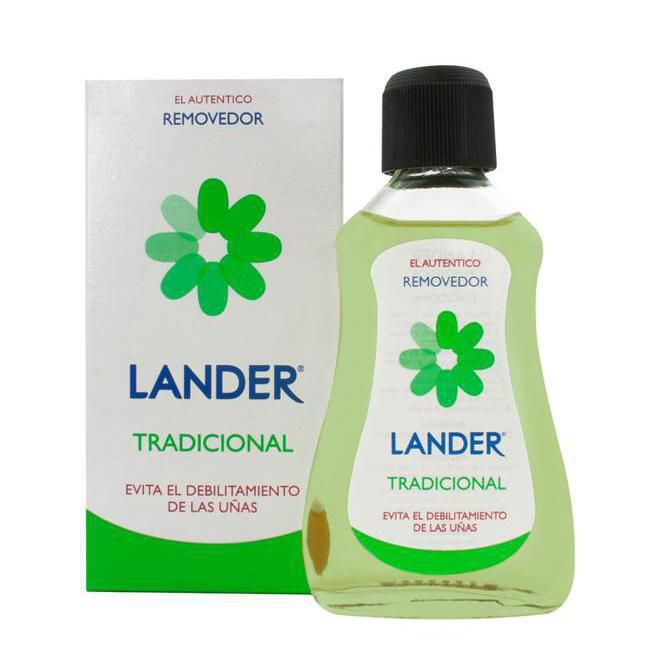 EL AUTENTICO
REMOVEDOR
LANDER®
TRADICIONAL
EVITA EL DEBILITAMIENTO
DE LAS UÑAS
EL AUTENTICO
REMOVEDOR
LANDER®
TRADICIONAL
EVITA EL DEBILITAMIENTO
DE LAS UÑAS